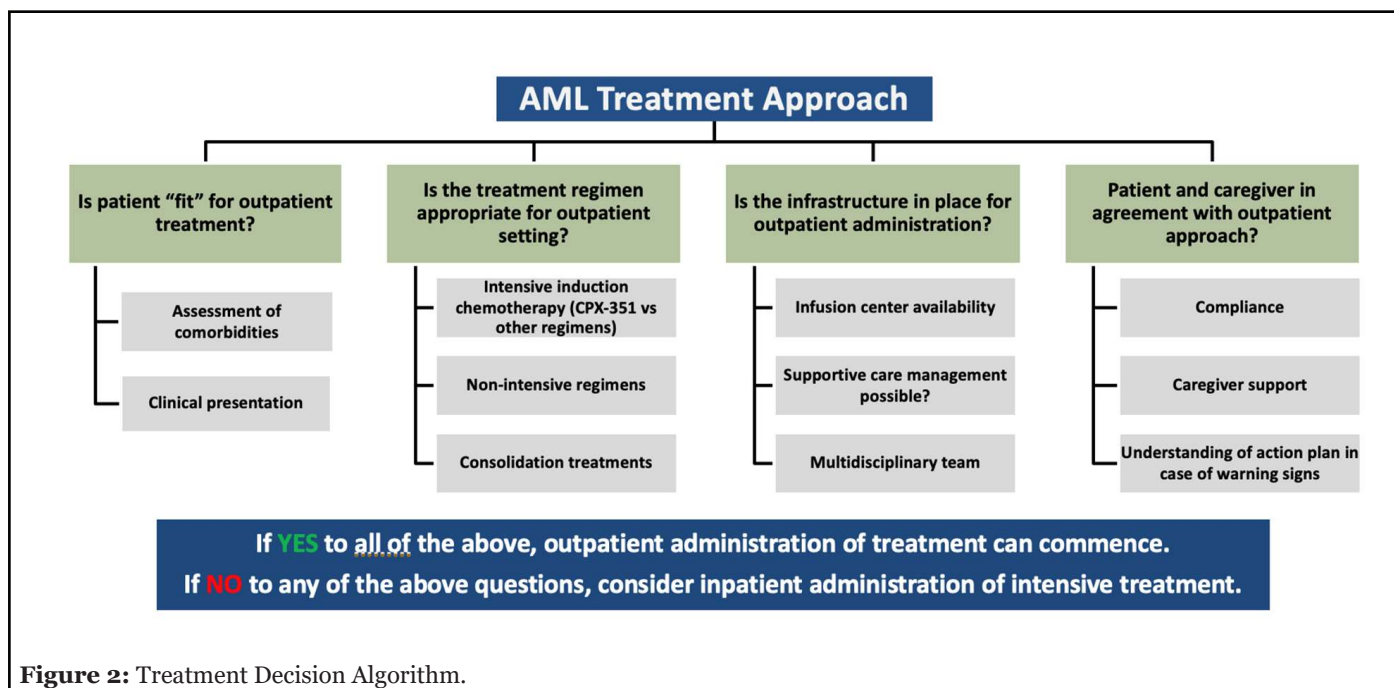 AML Treatment Approach
Is patient “fit” for outpatient
treatment?
Assessment of
comorbidities
Clinical presentation
Is the treatment regimen
appropriate for outpatient
setting?
Intensive induction
chemotherapy (CPX-351 vs
other regimens)
Non-intensive regimens
Consolidation treatments
Is the infrastructure in place for
outpatient administration?
Infusion center availability
Supportive care management
possible?
Multidisciplinary team
Patient and caregiver in
agreement with outpatient
approach?
Compliance
Caregiver support
Understanding of action plan in
case of warning signs
If YES to all of the above, outpatient administration of treatment can commence.
If NO to any of the above questions, consider inpatient administration of intensive treatment.
Figure 2: Treatment Decision Algorithm.